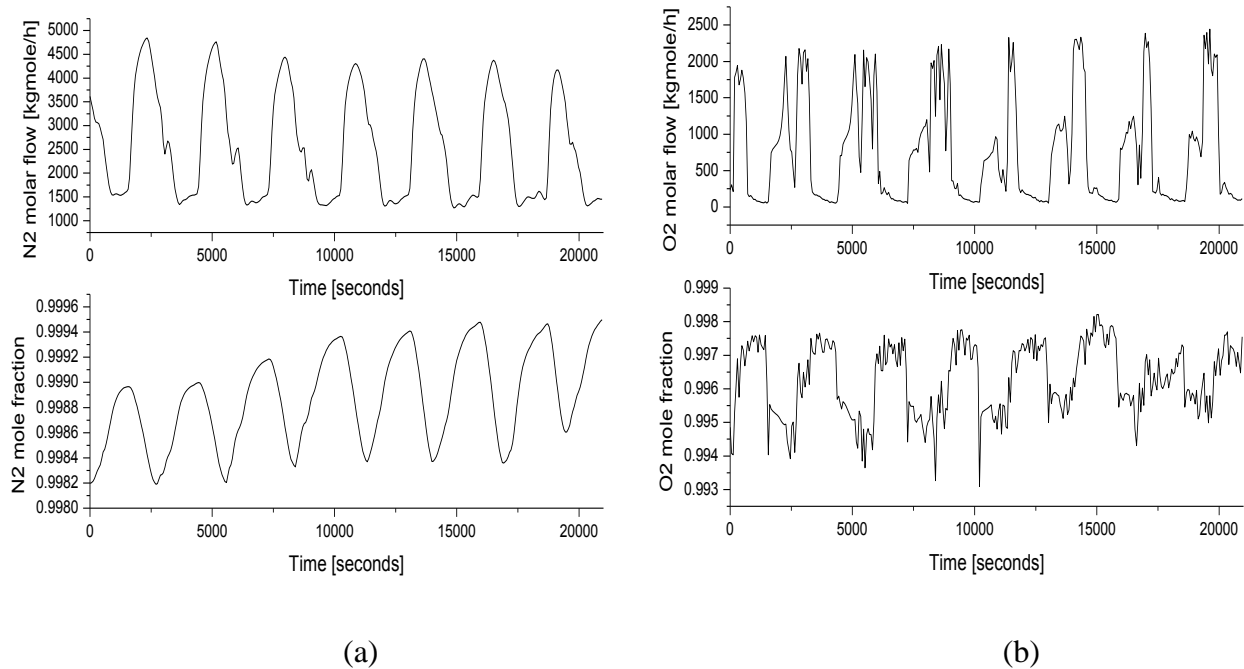 N2 molar flow [kgmole/h]
5000
4500
4000
3500
3000
2500
2000
1500
1000
0 5000 10000 15000 20000
Time [seconds]
N2 mole fraction
0.9996
0.9994
0.9992
0.9990
0.9988
0.9986
0.9984
0.9982
0.9980
0 5000 10000 15000 20000
Time [seconds]
(a)
O2 molar flow [kgmole/h]
2500
2000
1500
1000
500
0
0 5000 10000 15000 20000
Time [seconds]
O2 mole fraction
0.999
0.998
0.997
0.996
0.995
0.994
0.993
0 5000 10000 15000 20000
Time [seconds]
(b)